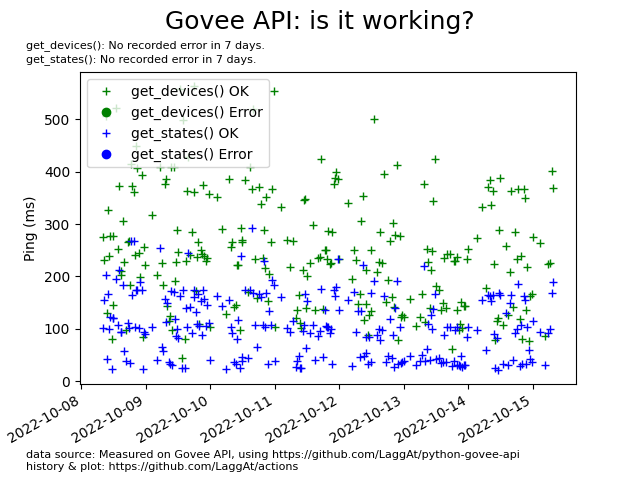 Govee API: is it working?
get_devices(): No recorded error in 7 days.
get_states(): No recorded error in 7 days.
get_devices() OK
get_devices() Error
get_states() OK
get_states() Error
Ping (ms)
500
400
300
200
100
0
2022-10-08
2022-10-09
2022-10-10
2022-10-11
2022-10-12
2022-10-13
2022-10-14
2022-10-15
data source: Measured on Govee API, using https://github.com/LaggAt/python-govee-api
history & plot: https://github.com/LaggAt/actions